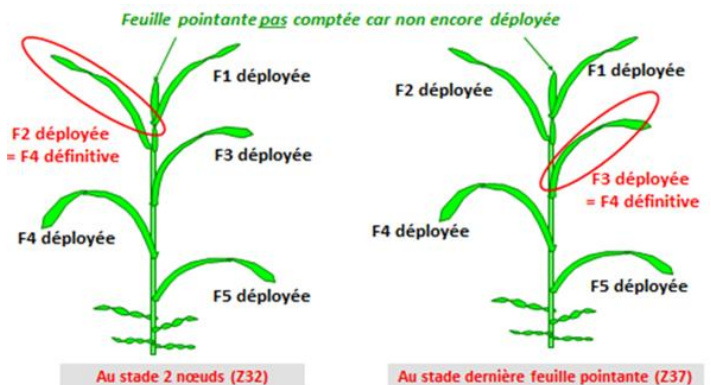 Feuille pointante pas comptée car non encore déployée
F1 déployée
F2 déployée
= F4 définitive
F3 déployée
F4 déployée
F5 déployée
Au stade 2 nœuds (Z32)
F1 déployée
F2 déployée
F3 déployée
= F4 définitive
F4 déployée
F5 déployée
Au stade dernière feuille pointante (Z37)